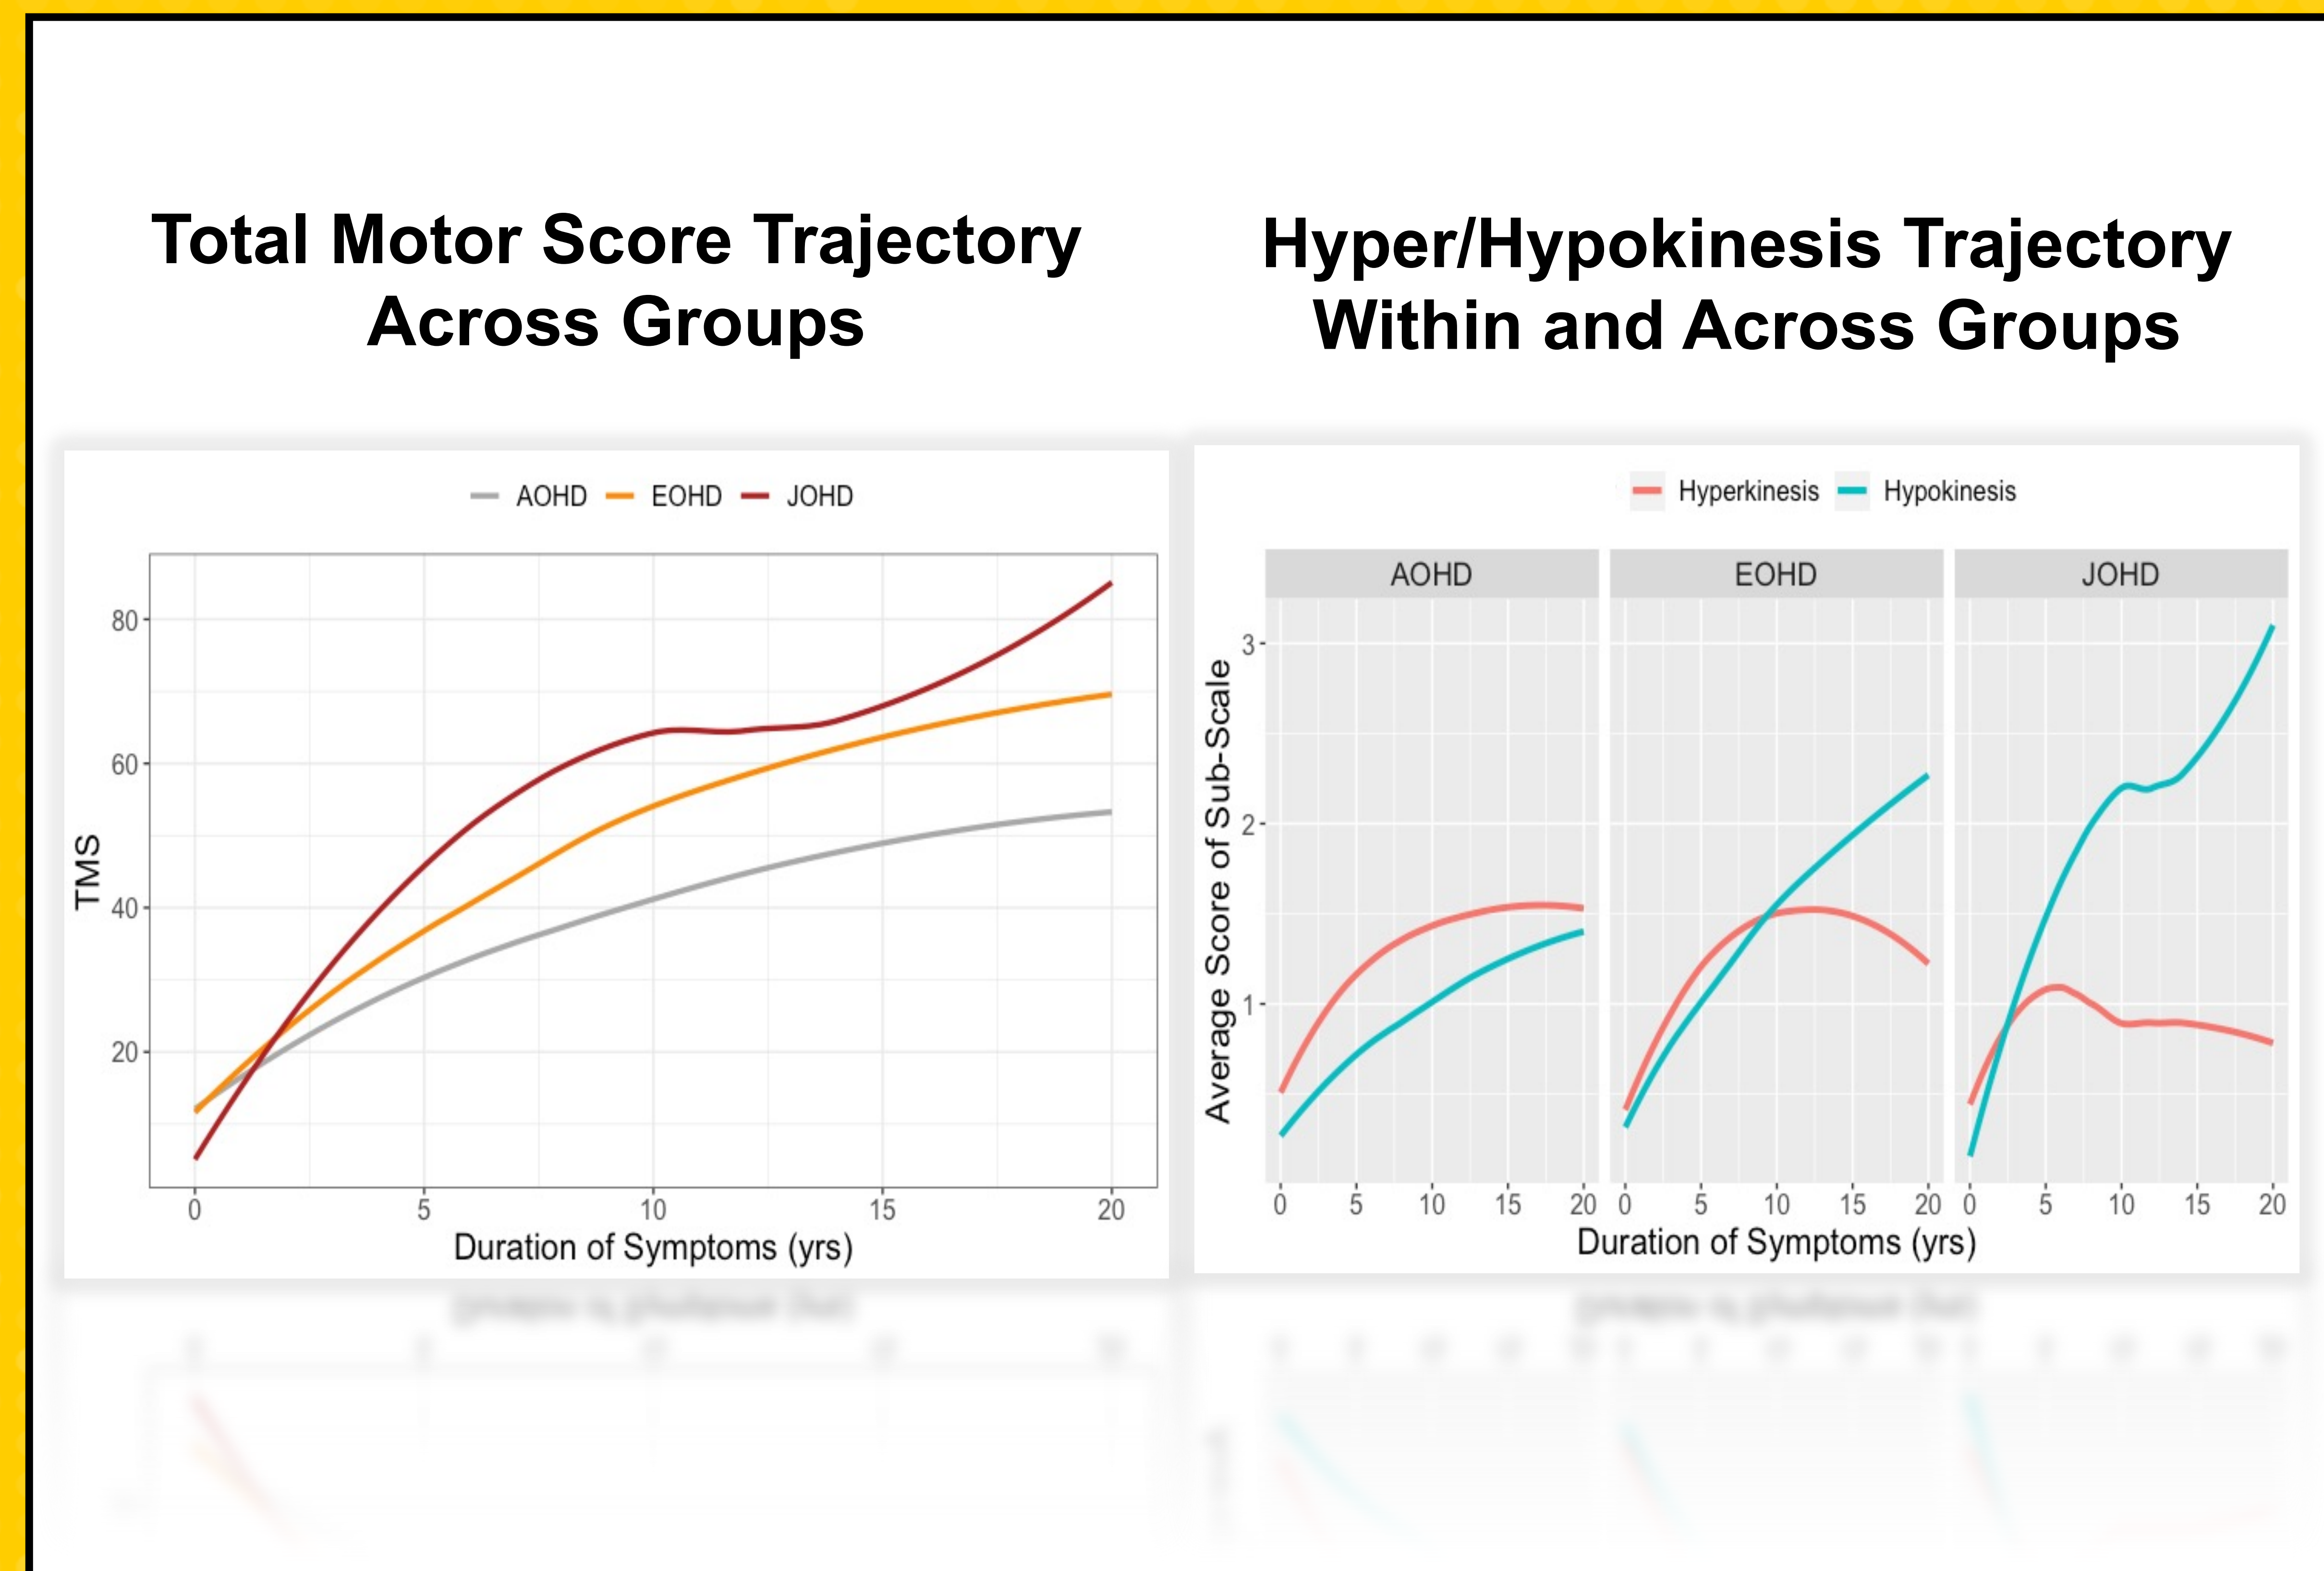 Total Motor Score Trajectory
Across Groups
AOHD EOHD JOHD
80
60
40
20
TMS
0 5 10 15 20
Duration of Symptoms (yrs)
Hyper/Hypokinesis Trajectory
Within and Across Groups
Hyperkinesis Hypokinesis
AOHD EOHD JOHD
3
2
1
Average Score of Sub-Scale
0 5 10 15 20 0 5 10 15 20 0 5 10 15 20
Duration of Symptoms (yrs)